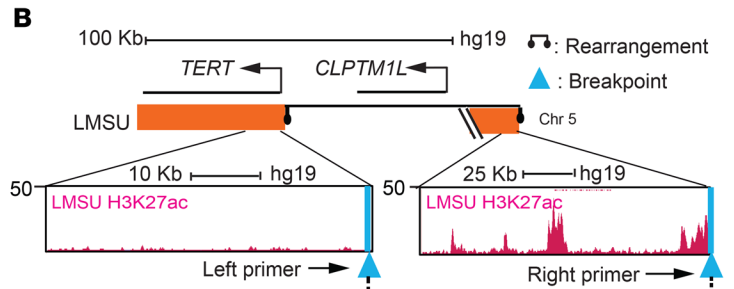 B
100 Kb hg19
: Rearrangement
TERT CLPTM1L
: Breakpoint
LMSU Chr 5
10 Kb hg19 25 Kb hg19
50 50
LMSU H3K27ac LMSU H3K27ac
Left primer Right primer